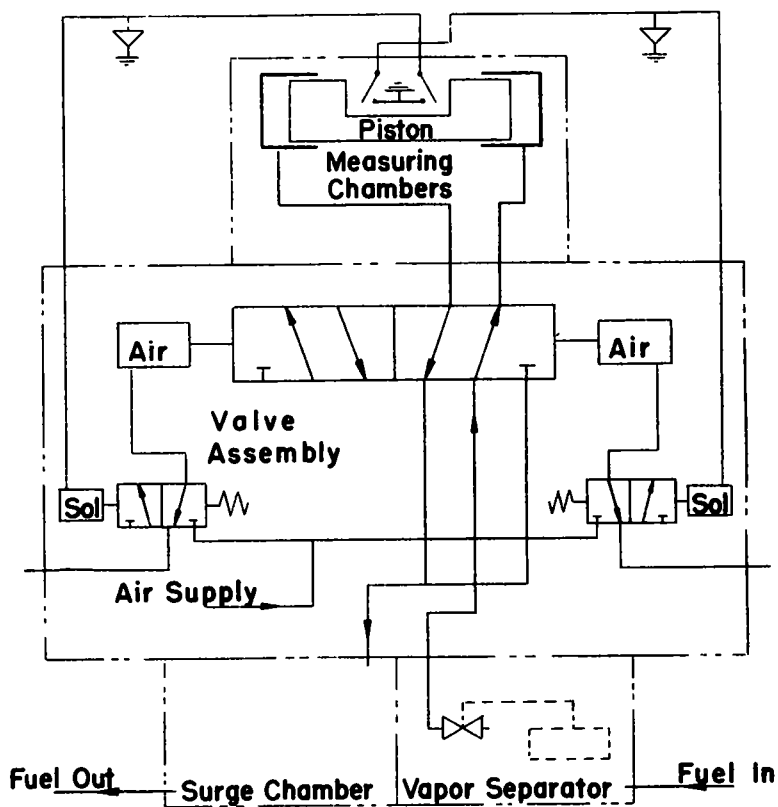 Piston
Measuring
Chambers
Air
Air
Valve
Assembly
Sol
Sol
Air Supply
Fuel Out
Surge Chamber
Vapor Separator
Fuel In